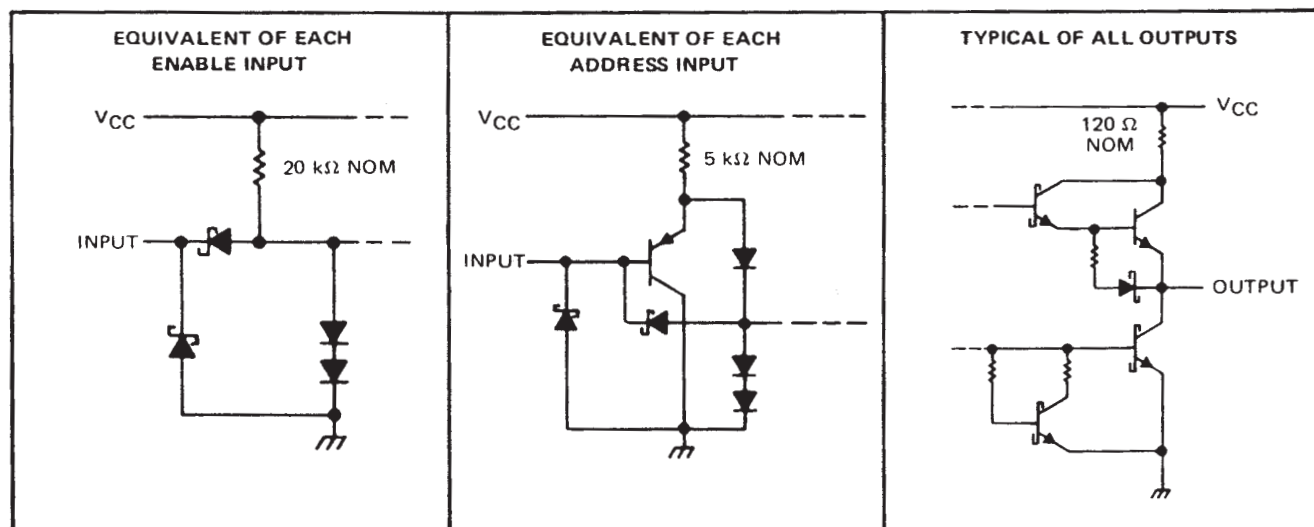 EQUIVALENT OF EACH
ENABLE INPUT
VCC
20 kΩ NOM
INPUT
EQUIVALENT OF EACH
ADDRESS INPUT
VCC
5 kΩ NOM
INPUT
TYPICAL OF ALL OUTPUTS
VCC
120 Ω
NOM
OUTPUT